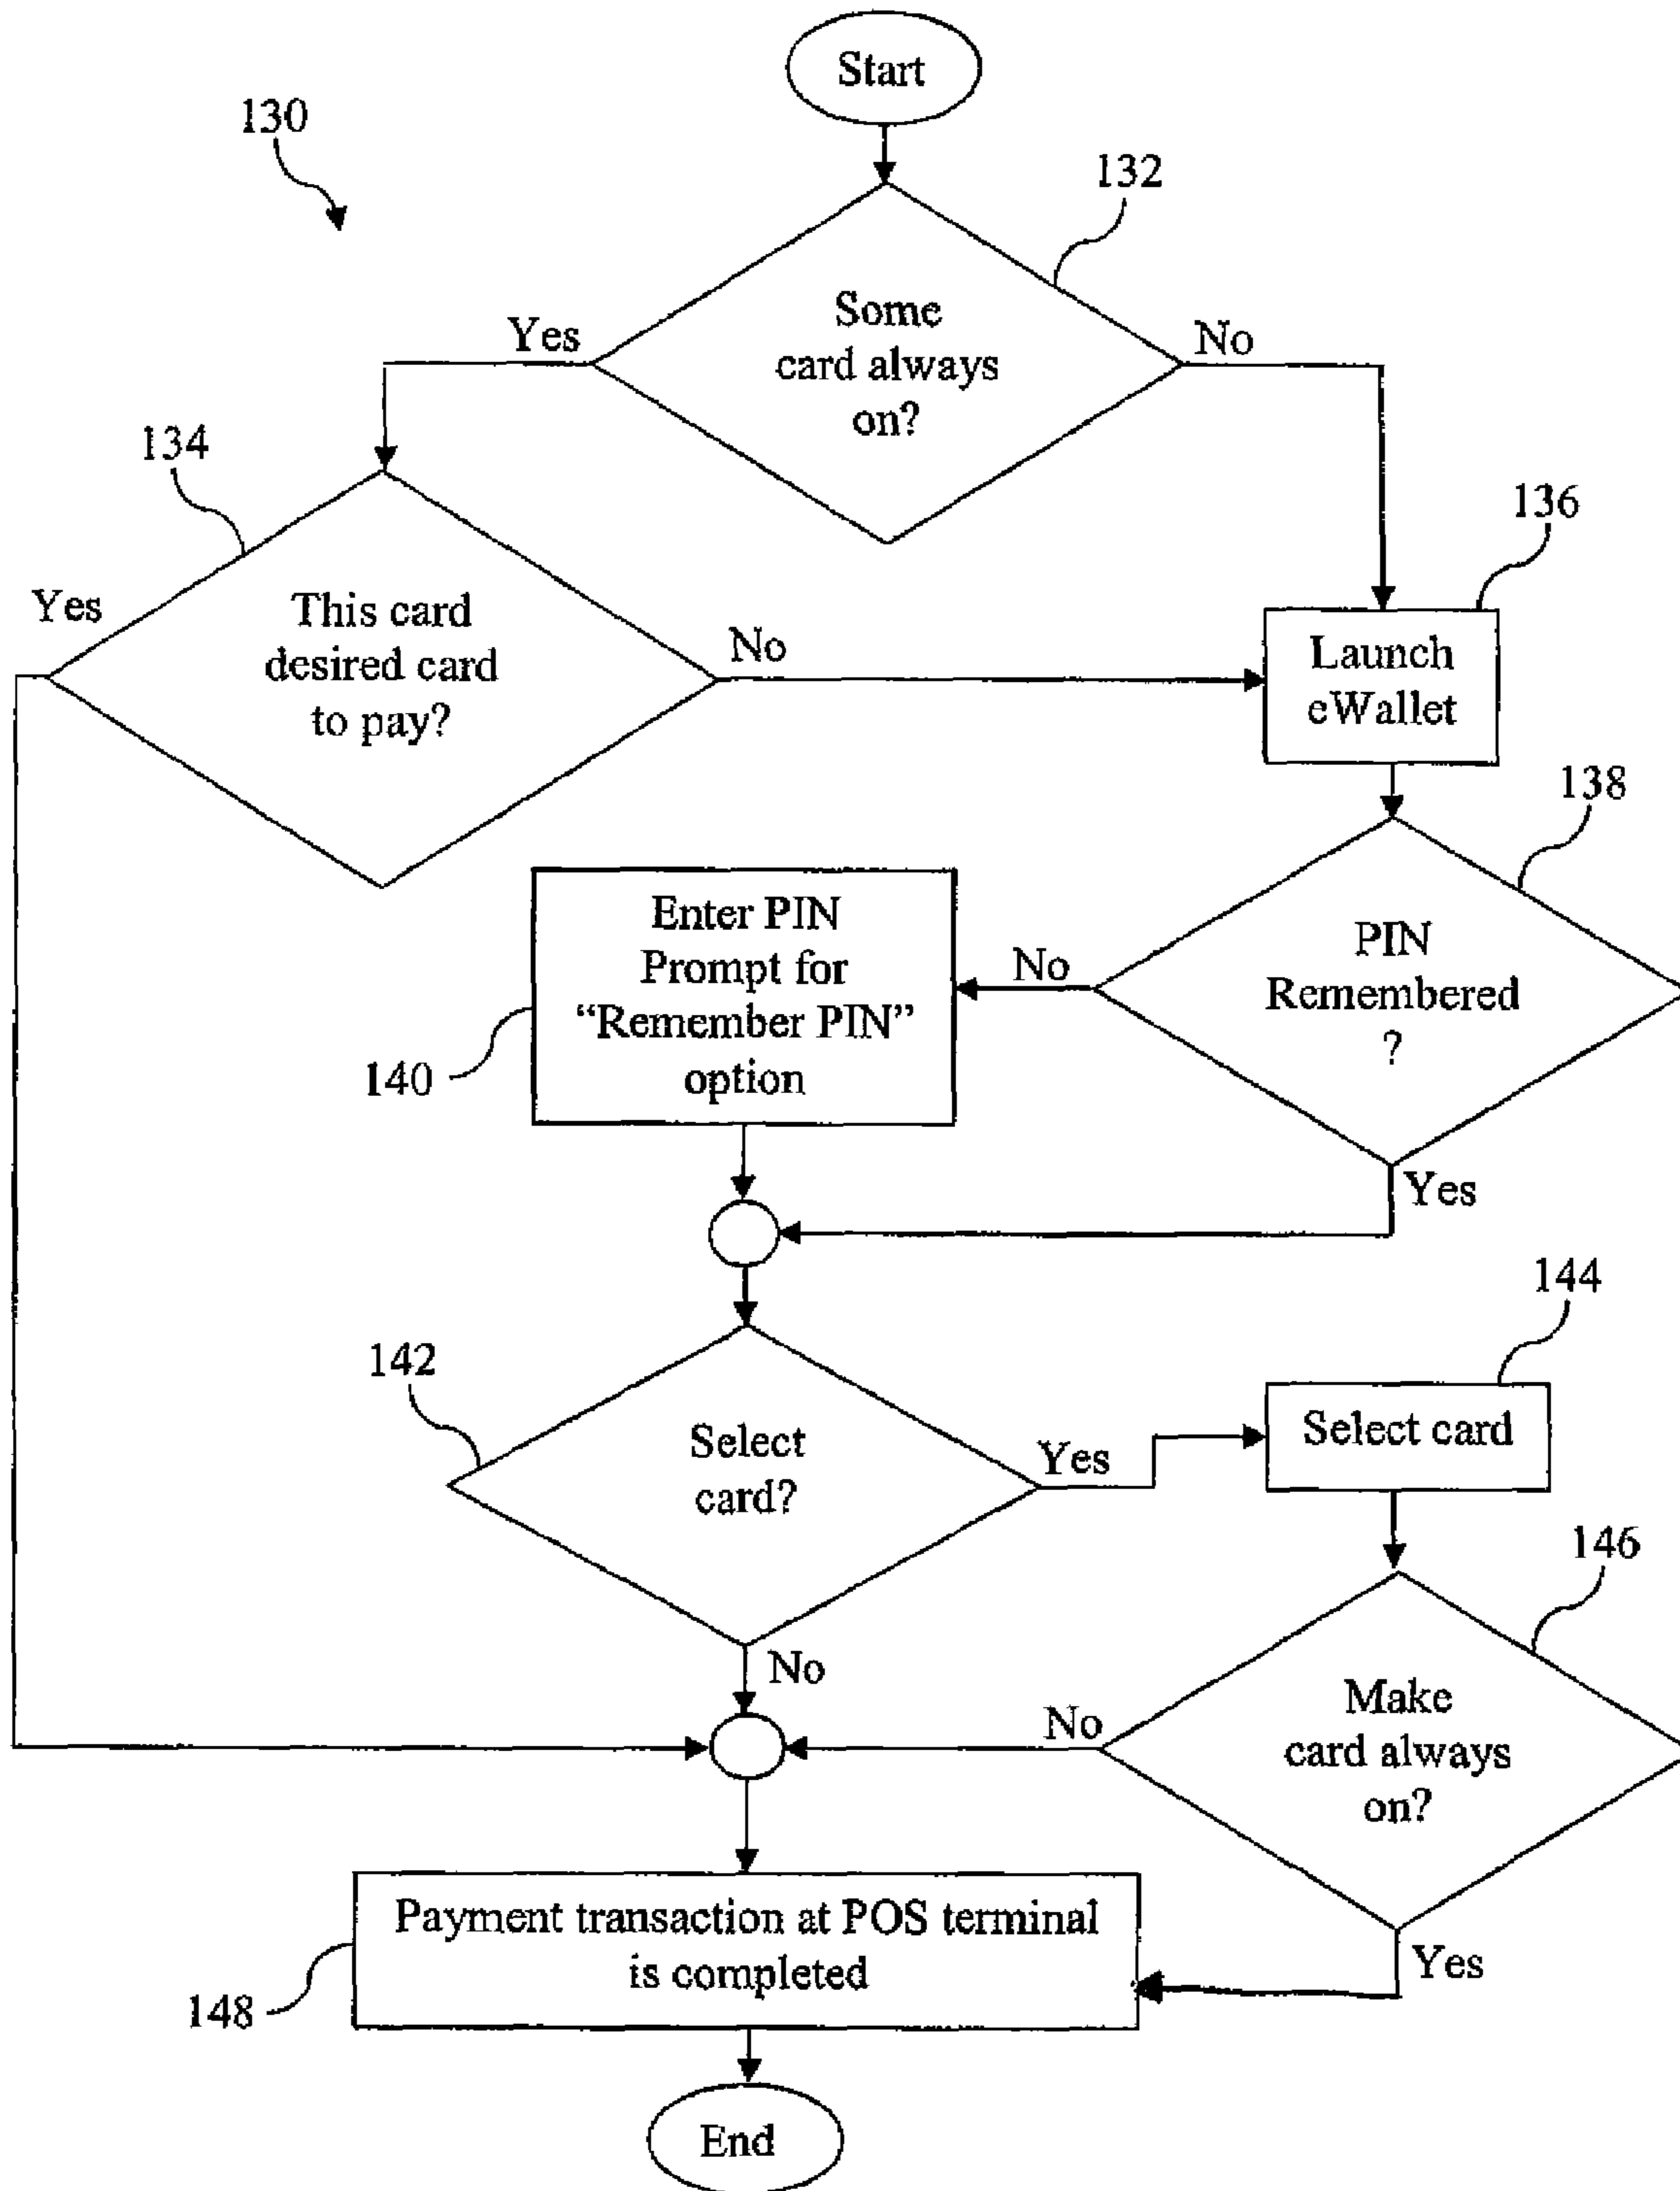 Start
130
132
Some
card always
on?
Yes
No
134
136
This card
desired card
to pay?
Yes
No
Launch
eWallet
138
Enter PIN
Prompt for
“Remember PIN”
option
No
PIN
Remembered
?
140
Yes
144
142
Select
card?
Yes
Select card
146
No
No
Make
card always
on?
Payment transaction at POS terminal
is completed
Yes
148
End